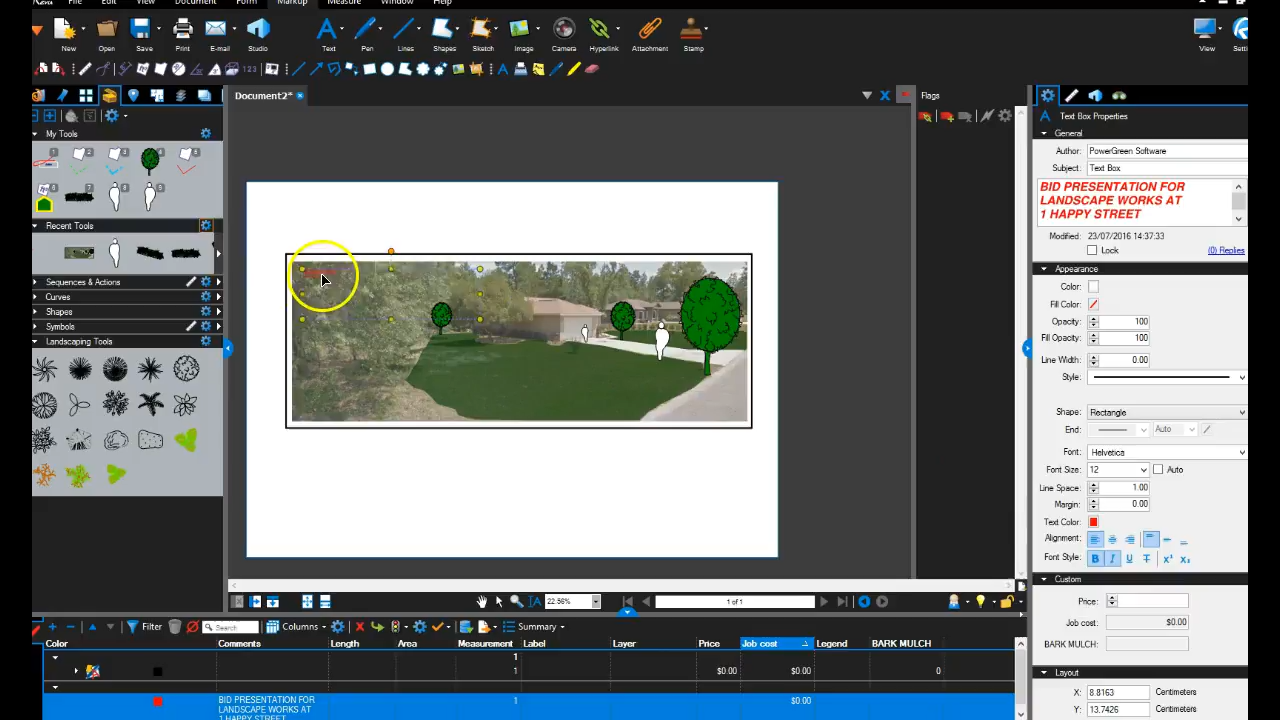 File Edit View Document Form Markup Measure Window Help
New Open Save Print E-mail Studio Text Pen Lines Shapes Sketch Image Camera Hyperlink Attachment Stamp View
123
Document2*
Flags
My Tools
Text Box Properties
General
Author: PowerGreen Software
Subject: Text Box
BID PRESENTATION FOR
LANDSCAPE WORKS AT
1 HAPPY STREET
Recent Tools
Modified: 23/07/2016 14:37:33
Lock (0) Replies
Appearance
Sequences & Actions
Color:
Curves
Fill Color:
Shapes
Opacity: 100
Symbols
Fill Opacity: 100
Landscaping Tools
Line Width: 0.00
Style:
Shape: Rectangle
End: Auto
Font: Helvetica
Font Size: 12 Auto
Line Space: 1.00
Margin: 0.00
Text Color:
Alignment:
Font Style: B I U T
Custom
Price:
Job cost: $0.00
BARK MULCH:
Layout
X: 8.8163 Centimeters
Y: 13.7426 Centimeters
22.56% 1 of 1
Filter Search Columns Summary
Color Comments Length Area Measurement Label Layer Price Job cost Legend BARK MULCH
1
1 $0.00 $0.00 0
BID PRESENTATION FOR 1 $0.00
LANDSCAPE WORKS AT
1 HAPPY STREET